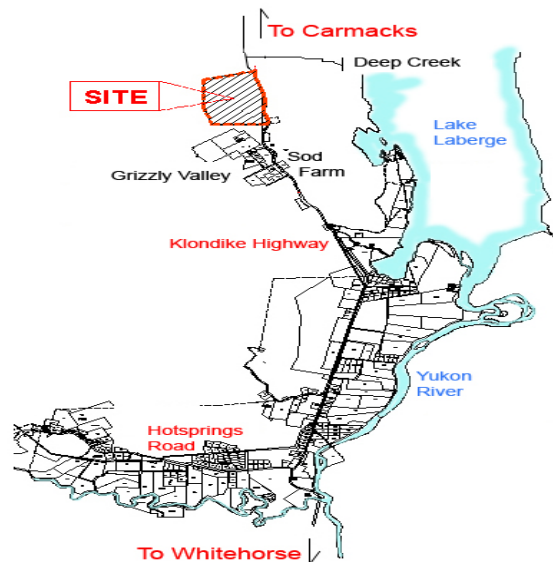 To Carmacks
Deep Creek
SITE
Lake
Laberge
Sod
Farm
Grizzly Valley
Klondike Highway
Yukon
River
Hotsprings
Road
To Whitehorse